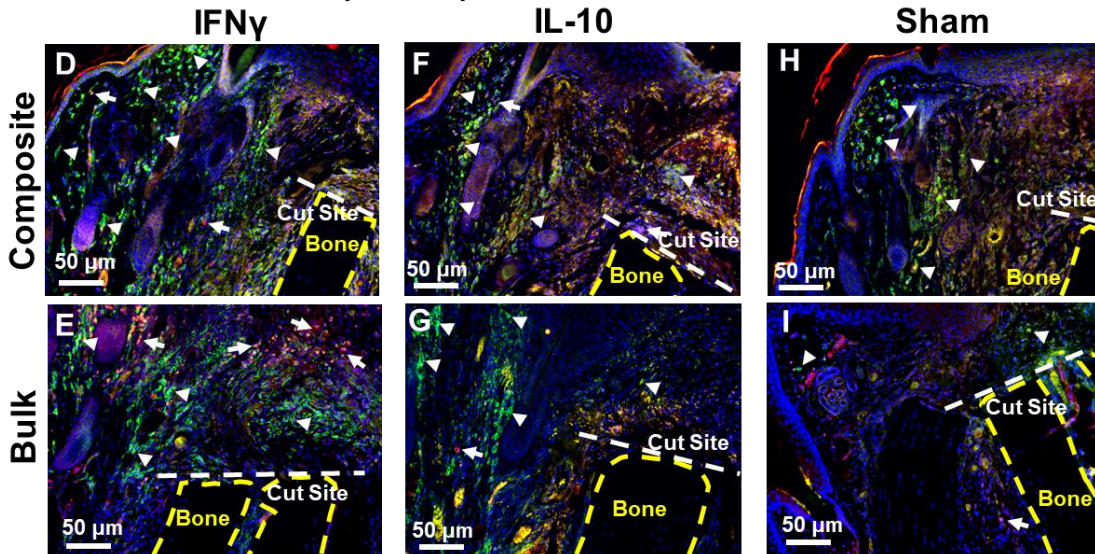 IFNγ
IL-10
Sham
Composite
D
Cut Site
Bone
50 µm
F
Cut Site
Bone
50 µm
H
Cut Site
Bone
50 µm
Bulk
E
Cut Site
Bone
50 µm
G
Cut Site
Bone
50 µm
I
Cut Site
Bone
50 µm